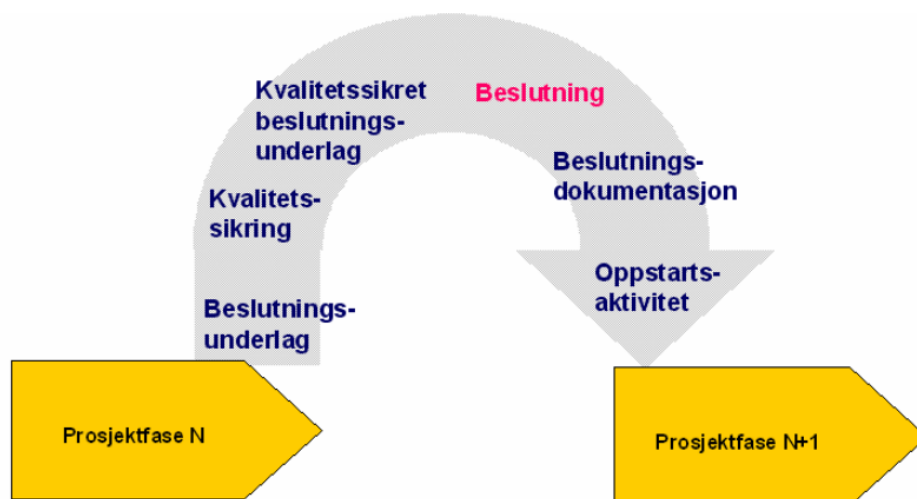 Kvalitetssikret
beslutnings-
underlag
Beslutning
Beslutnings-
dokumentasjon
Kvalitets-
sikring
Oppstarts-
aktivitet
Beslutnings-
underlag
Prosjektfase N
Prosjektfase N+1